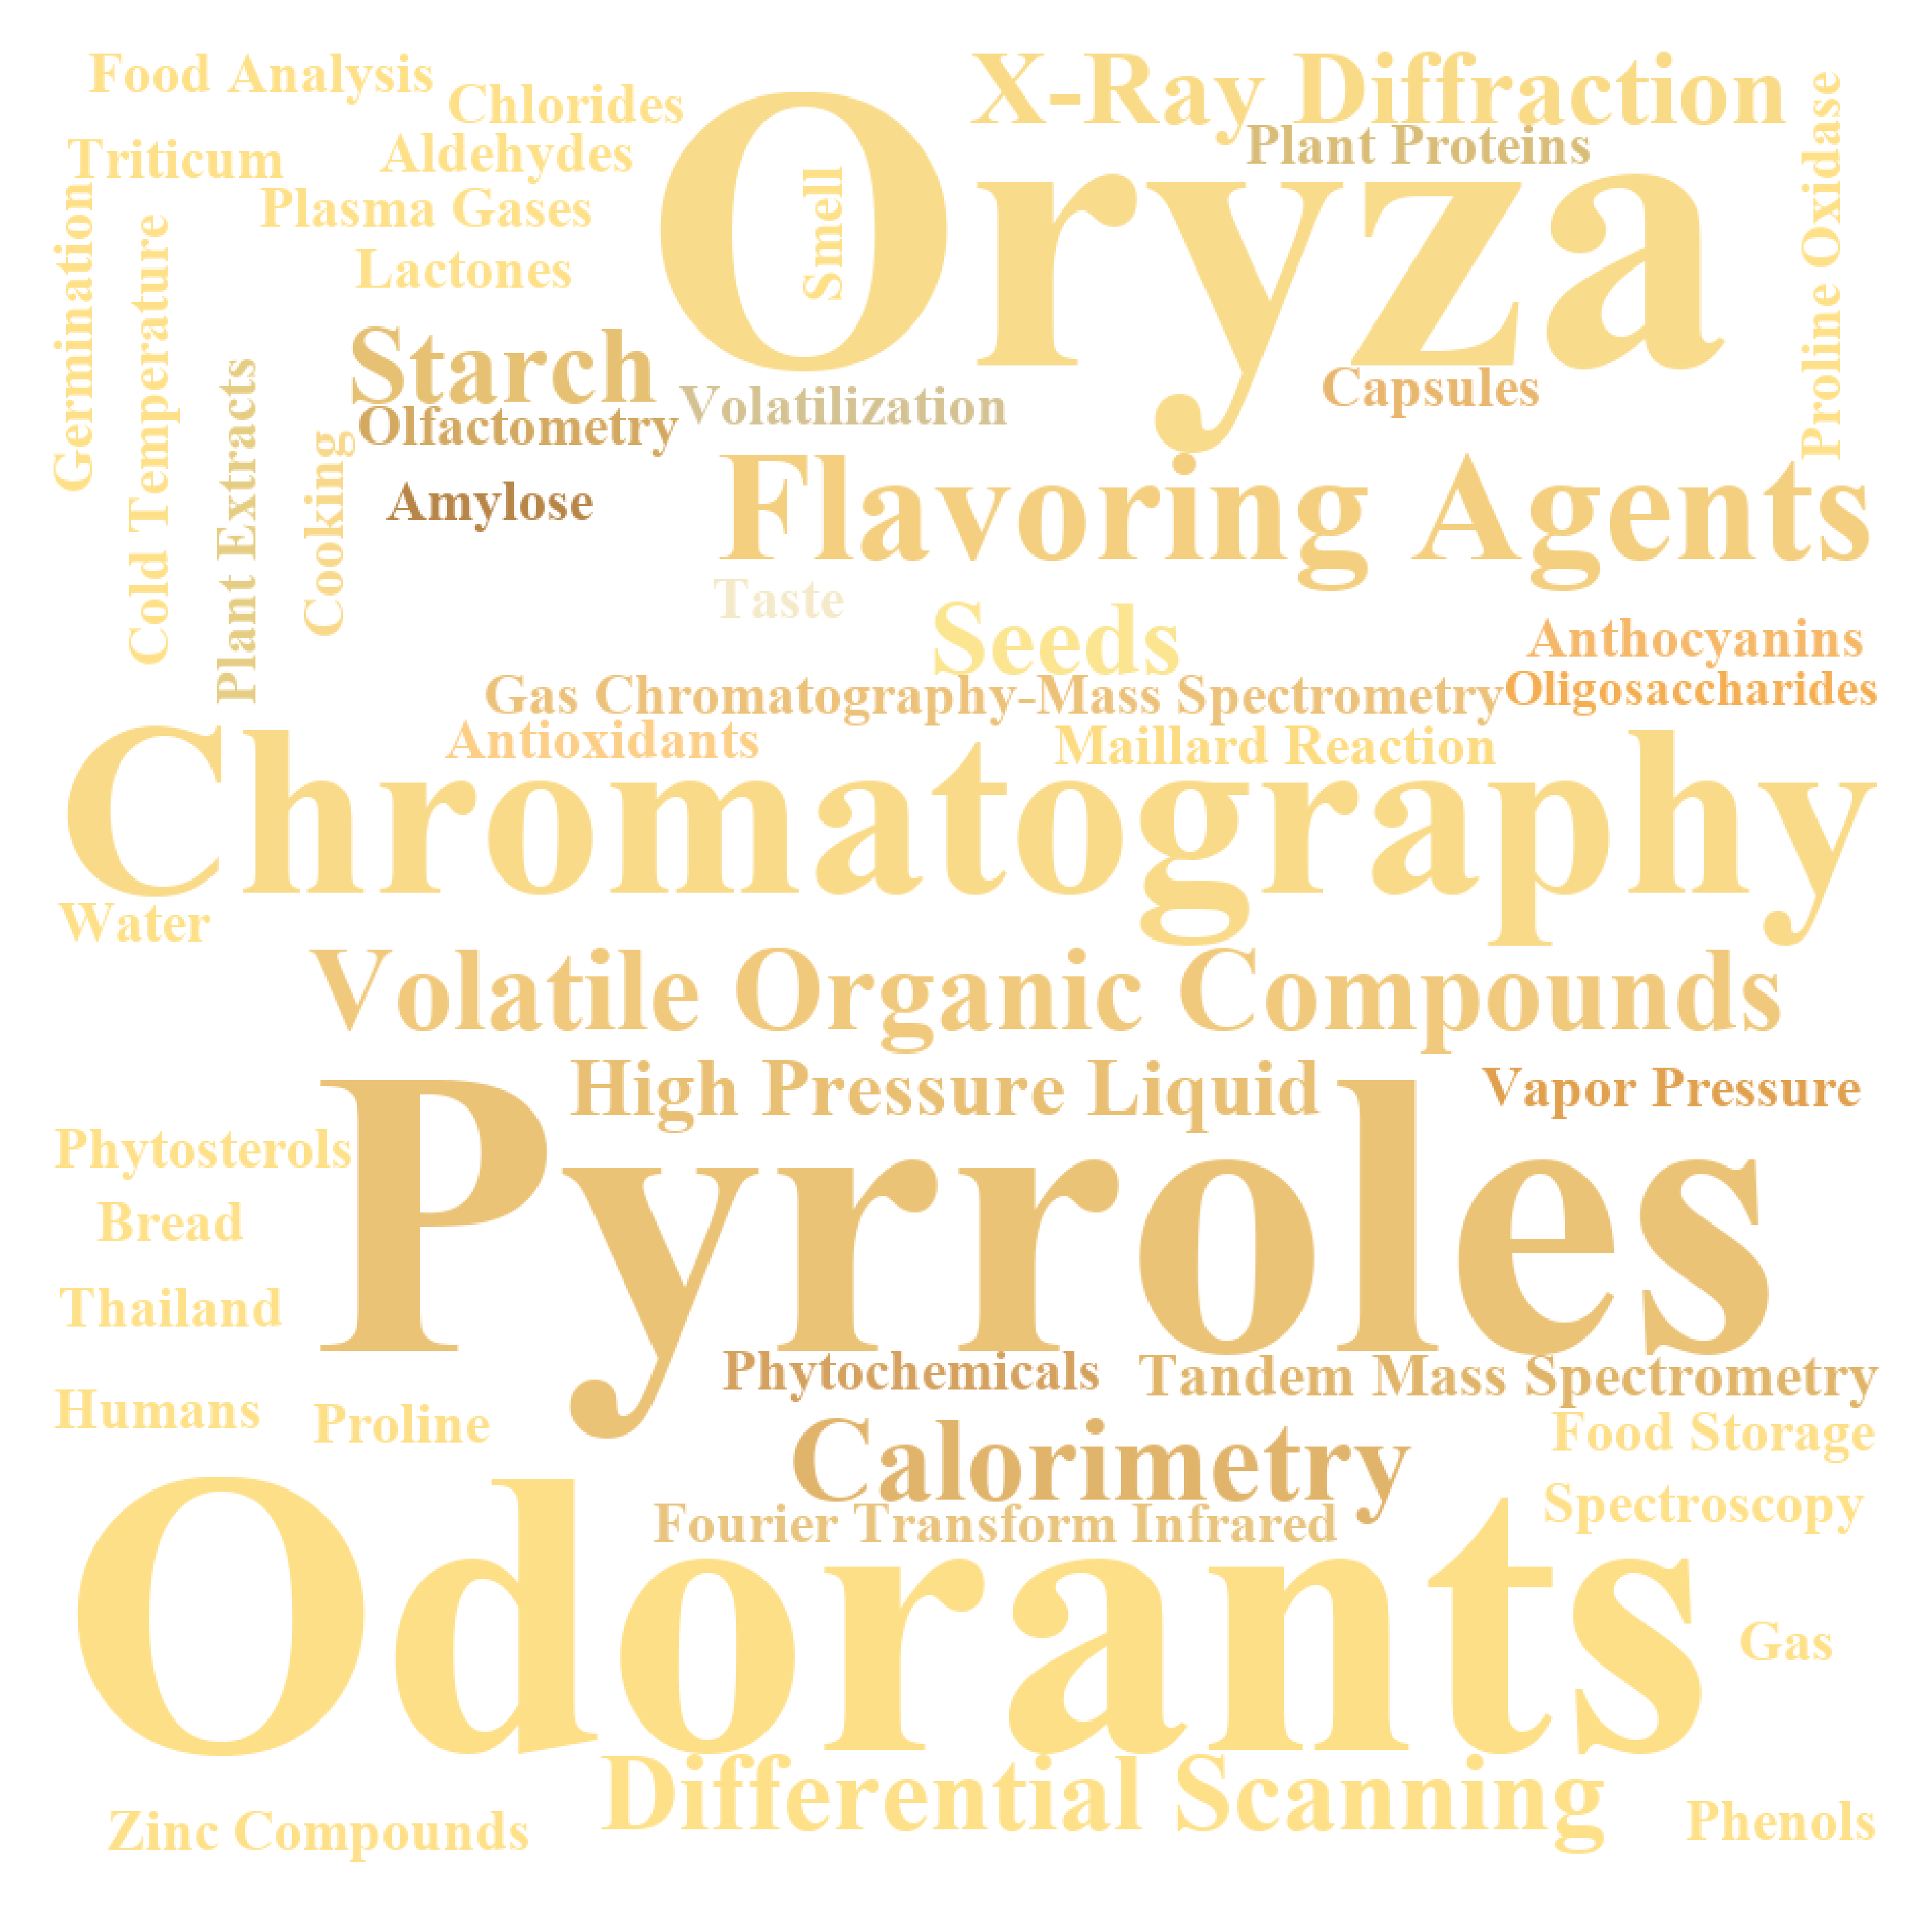 Food Analysis
X-Ray Diffraction
Chlorides
Oryza
Plant Proteins
Proline Oxidase
Triticum
Aldehydes
Smell
Plasma Gases
Germination
Cold Temperature
Lactones
Starch
Plant Extracts
Olfactometry
Volatilization
Capsules
Cooking
Amylose
Flavoring Agents
Taste
Seeds
Anthocyanins
Gas Chromatography-Mass Spectrometry
Oligosaccharides
Antioxidants
Maillard Reaction
Chromatography
Water
Volatile Organic Compounds
High Pressure Liquid
Vapor Pressure
Pyrroles
Phytosterols
Bread
Thailand
Phytochemicals
Tandem Mass Spectrometry
Humans
Proline
Calorimetry
Food Storage
Fourier Transform Infrared
Spectroscopy
Odorants
Gas
Differential Scanning
Zinc Compounds
Phenols